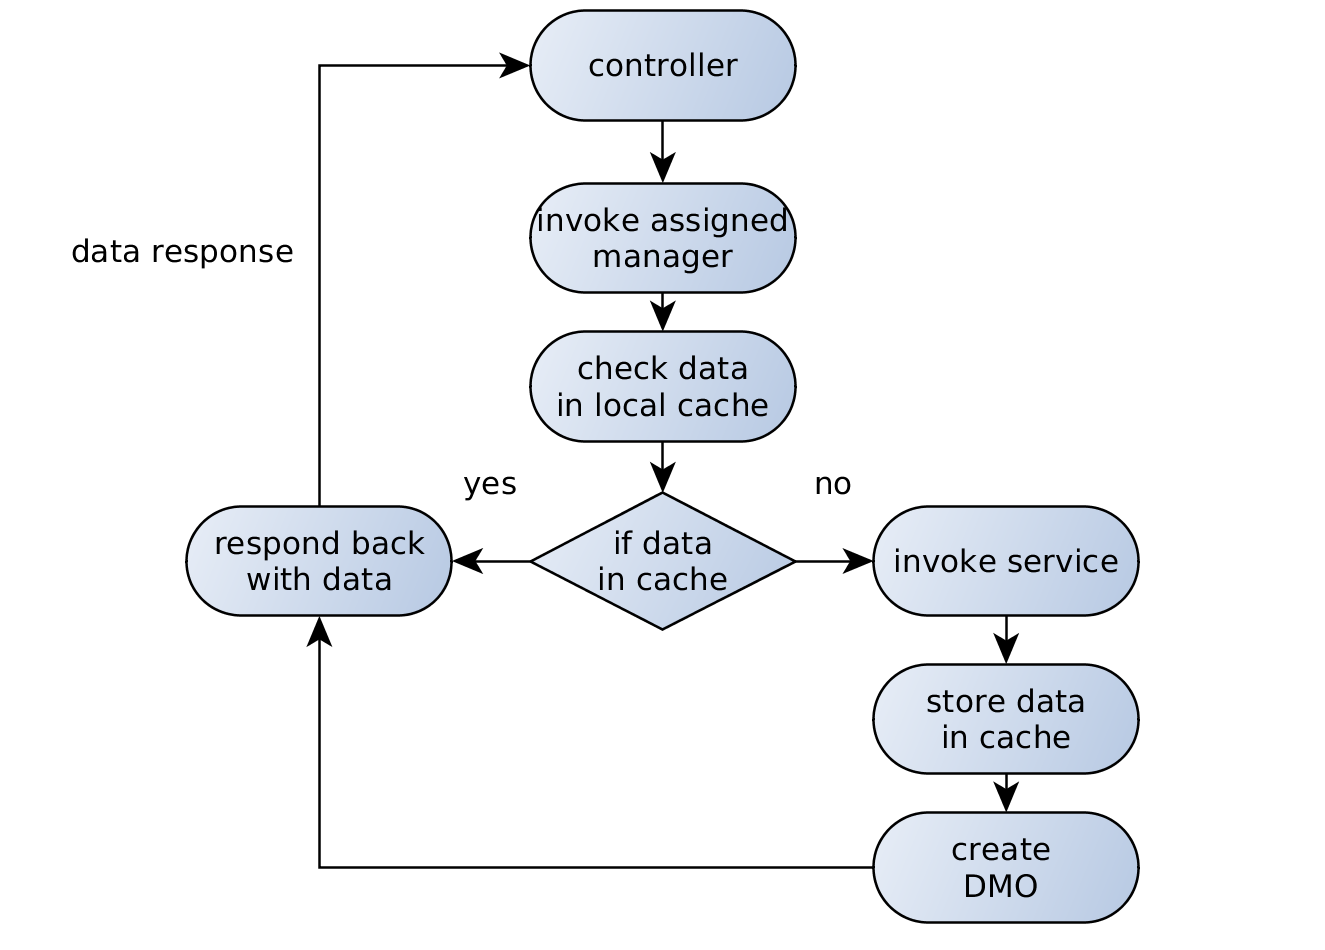 controller
data response
invoke assigned
manager
check data
in local cache
yes
no
respond back
with data
if data
in cache
invoke service
store data
in cache
create
DMO